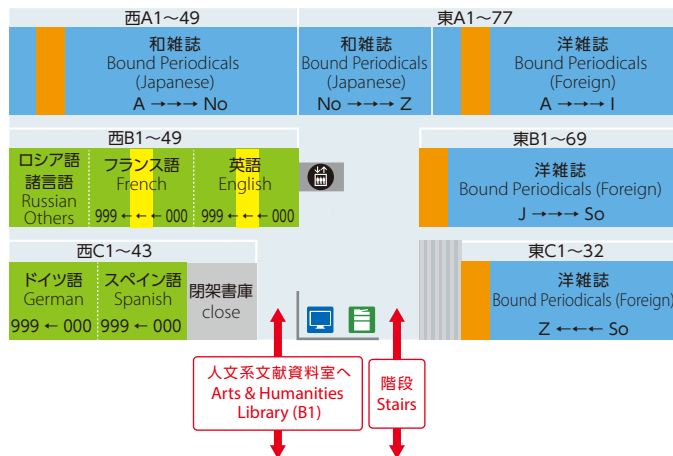 西A1～49
東A1～77
和雑誌
Bound Periodicals
(Japanese)
A →→→ No
和雑誌
Bound Periodicals
(Japanese)
No →→→ Z
洋雑誌
Bound Periodicals
(Foreign)
A →→→ I
西B1～49
東B1～69
ロシア語
諸言語
Russian
Others
フランス語
French
999 ←←← 000
英語
English
999 ←←← 000
洋雑誌
Bound Periodicals (Foreign)
J →→→ So
西C1～43
東C1～32
ドイツ語
German
999 ← 000
スペイン語
Spanish
999 ← 000
閉架書庫
close
洋雑誌
Bound Periodicals (Foreign)
Z ←←← So
人文系文献資料室へ
Arts & Humanities
Library (B1)
階段
Stairs